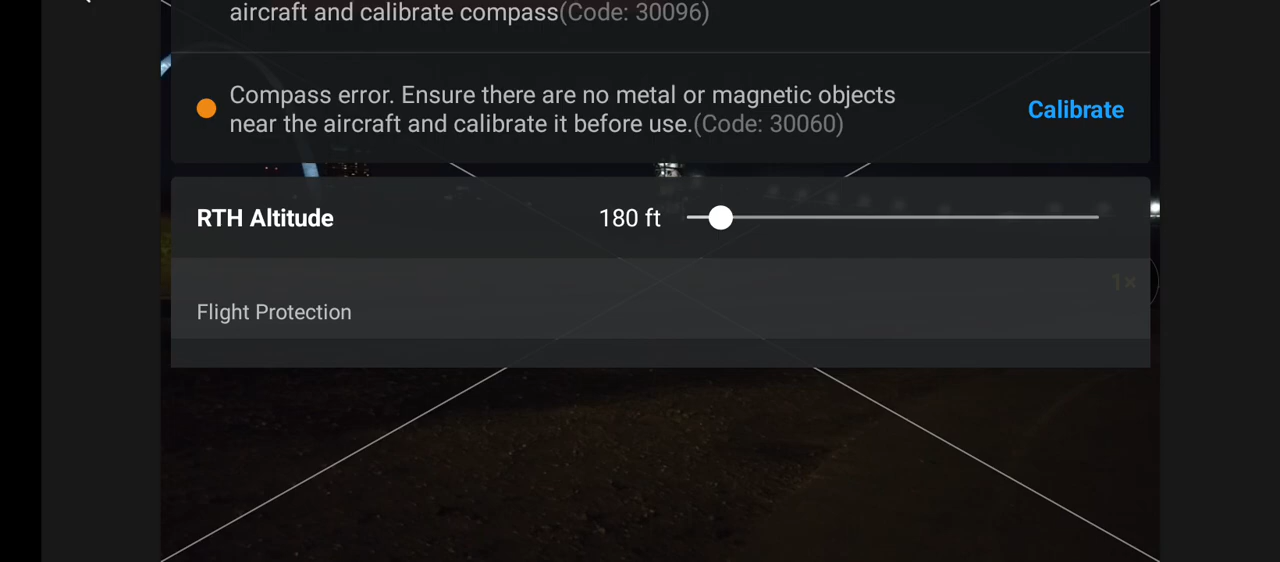 aircraft and calibrate compass(Code: 30096)
Compass error. Ensure there are no metal or magnetic objects
near the aircraft and calibrate it before use.(Code: 30060)
Calibrate
RTH Altitude
180 ft
1×
Flight Protection